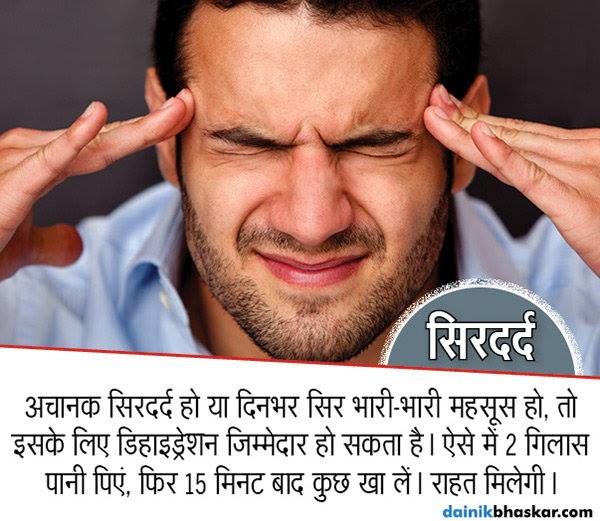 सिरदर्द
अचानक सिरदर्द हो या दिनभर सिर भारी-भारी महसूस हो, तो
इसके लिए डिहाइड्रेशन जिम्मेदार हो सकता है। ऐसे में 2 गिलास
पानी पिएं, फिर 15 मिनट बाद कुछ खा लें। राहत मिलेगी।
dainikbhaskar.com